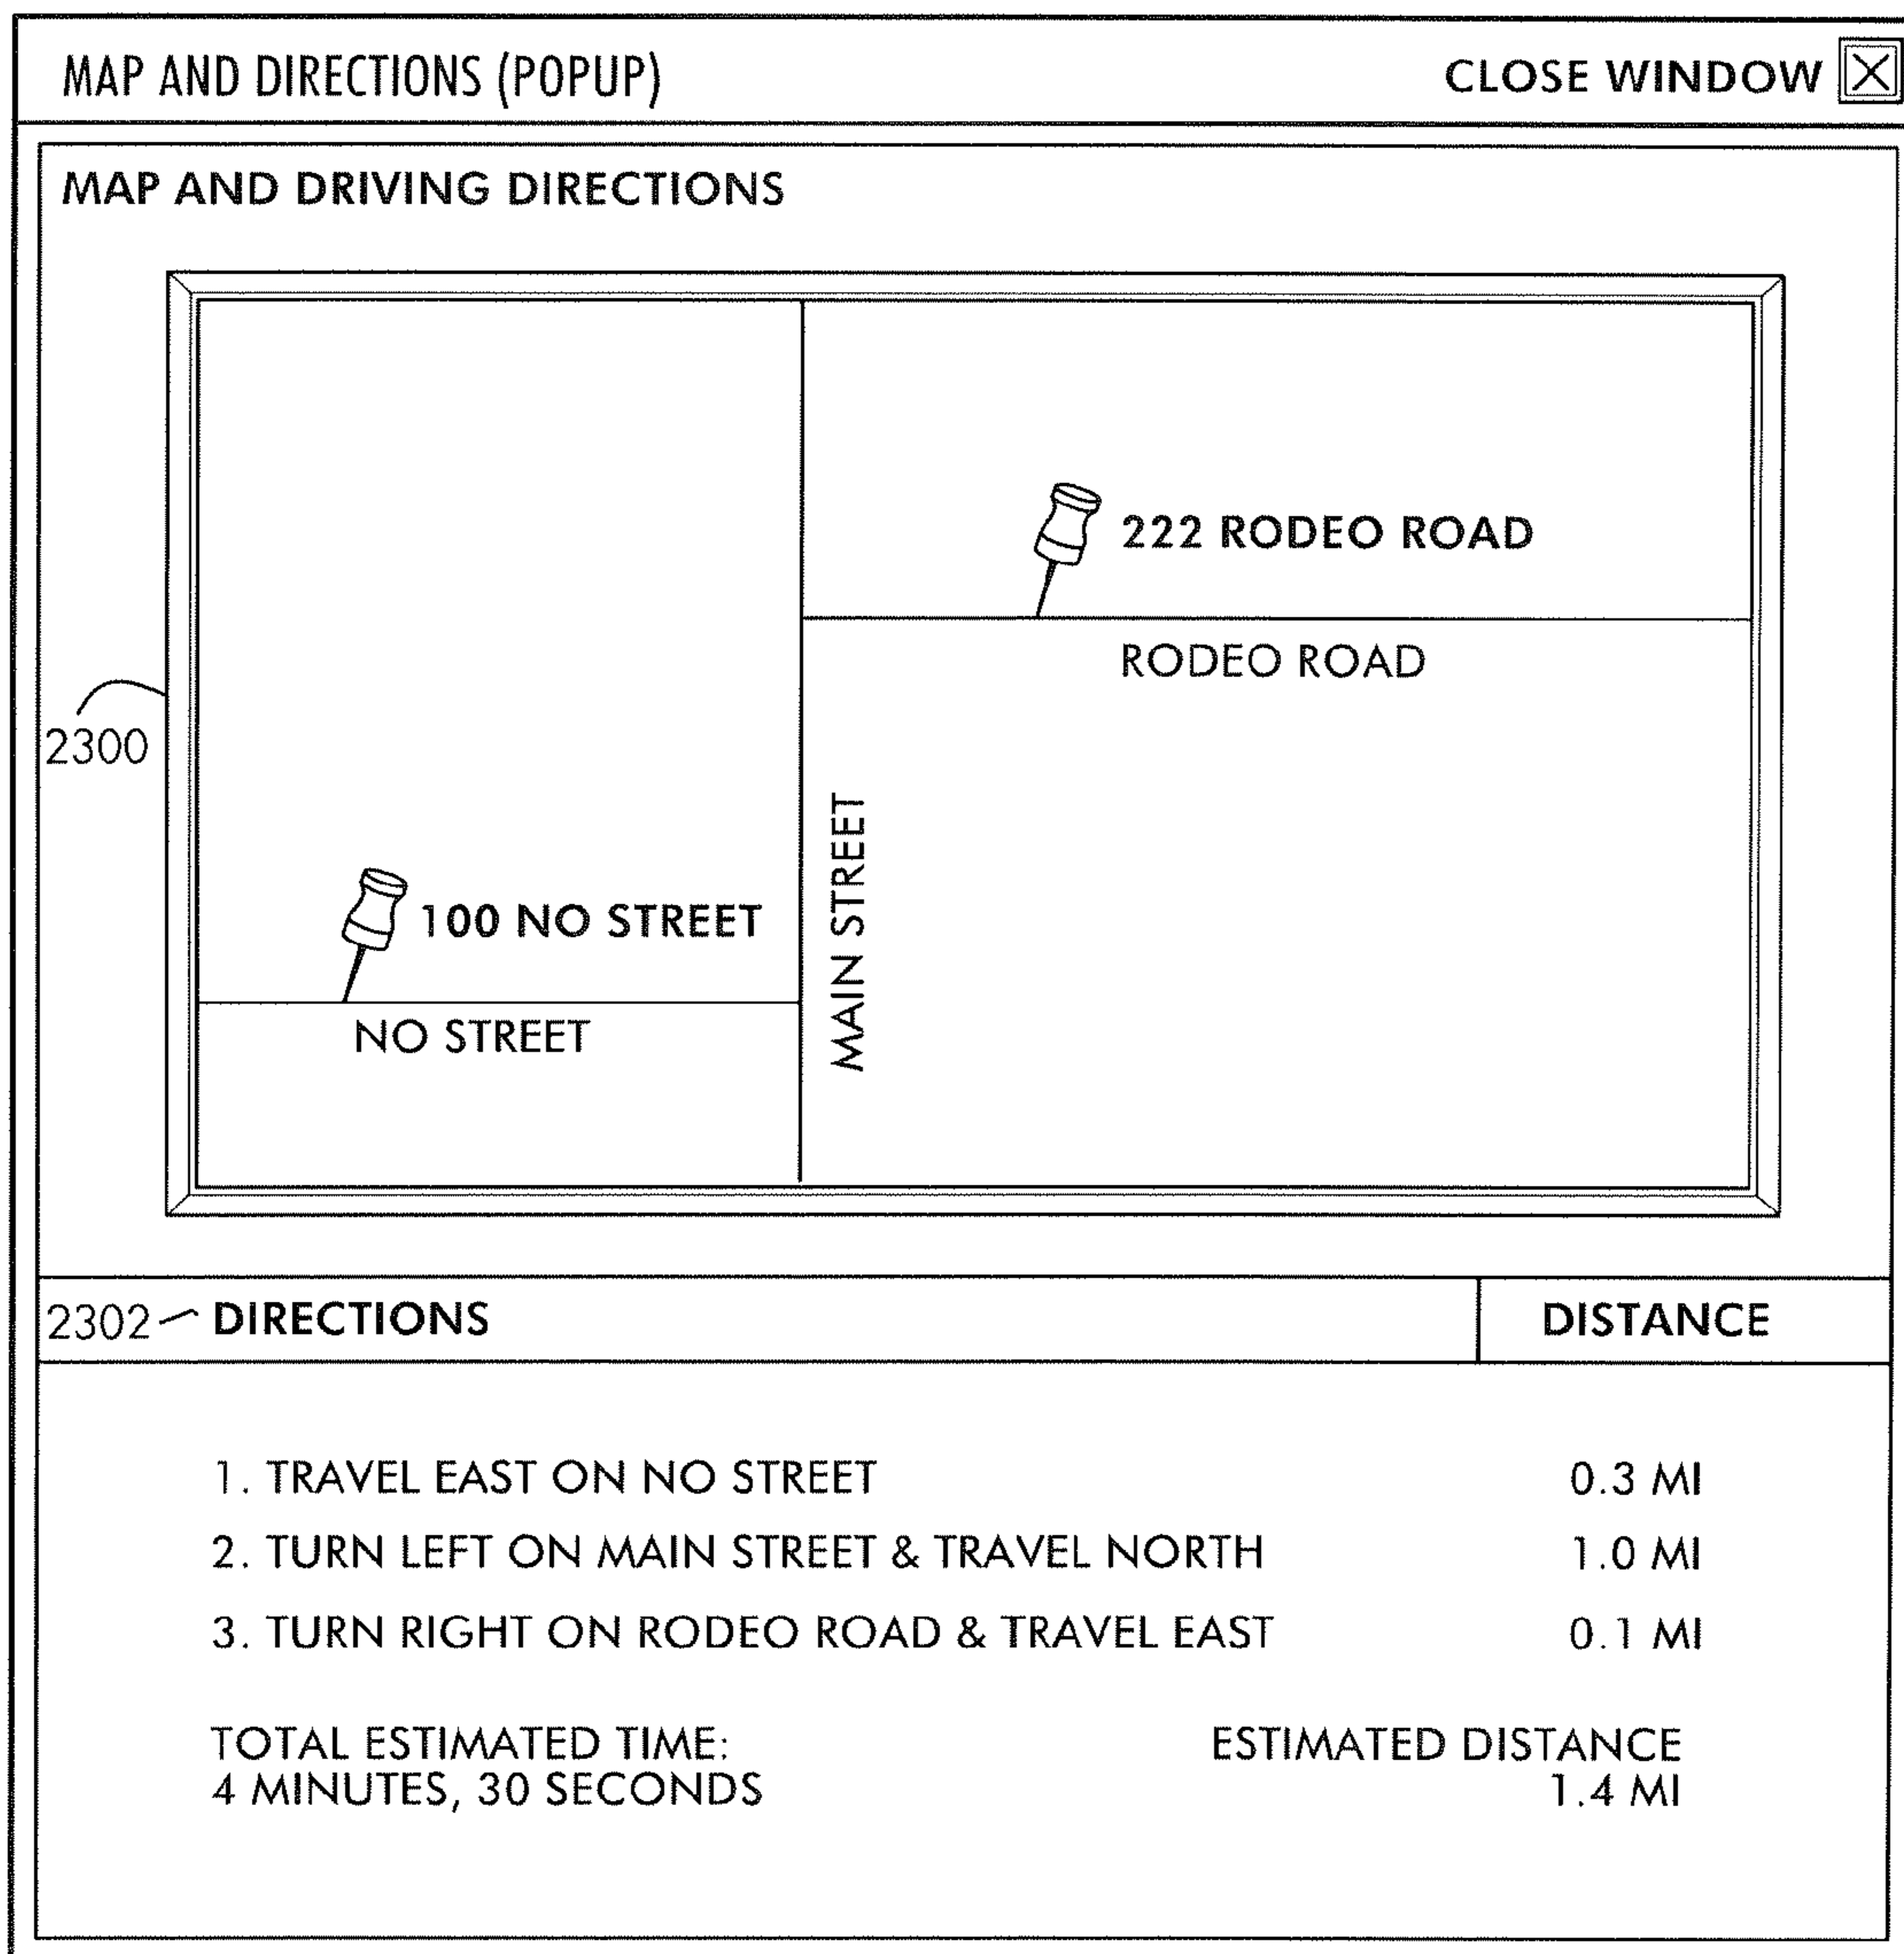 MAP AND DIRECTIONS (POPUP) CLOSE WINDOW
MAP AND DRIVING DIRECTIONS
222 RODEO ROAD
RODEO ROAD
2300
MAIN STREET
100 NO STREET
NO STREET
2302 DIRECTIONS DISTANCE
1. TRAVEL EAST ON NO STREET 0.3 MI
2. TURN LEFT ON MAIN STREET & TRAVEL NORTH 1.0 MI
3. TURN RIGHT ON RODEO ROAD & TRAVEL EAST 0.1 MI
TOTAL ESTIMATED TIME: ESTIMATED DISTANCE
4 MINUTES, 30 SECONDS 1.4 MI